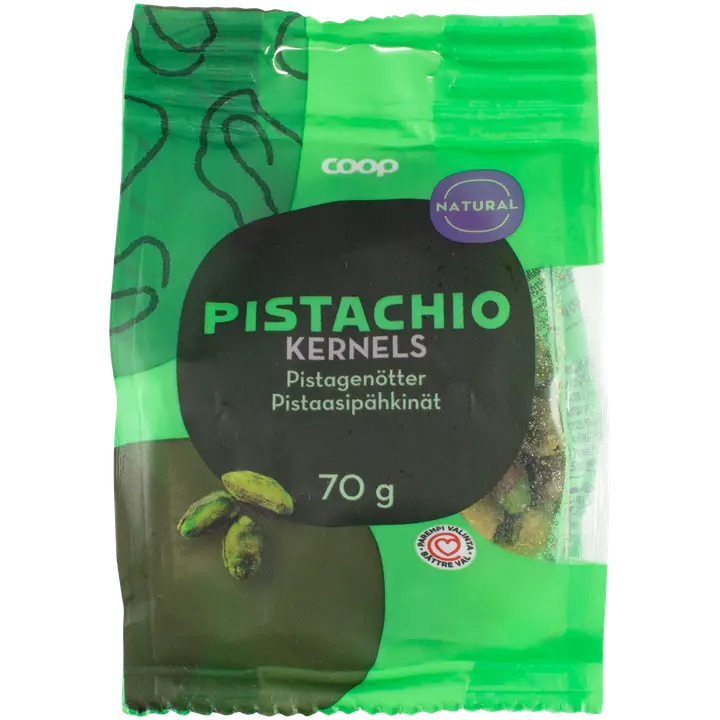 coop
NATURAL
PISTACHIO
KERNELS
Pistagenötter
Pistaasipähkinät
70 g
PAREMPI VALINTA
BÄTTRE VAL